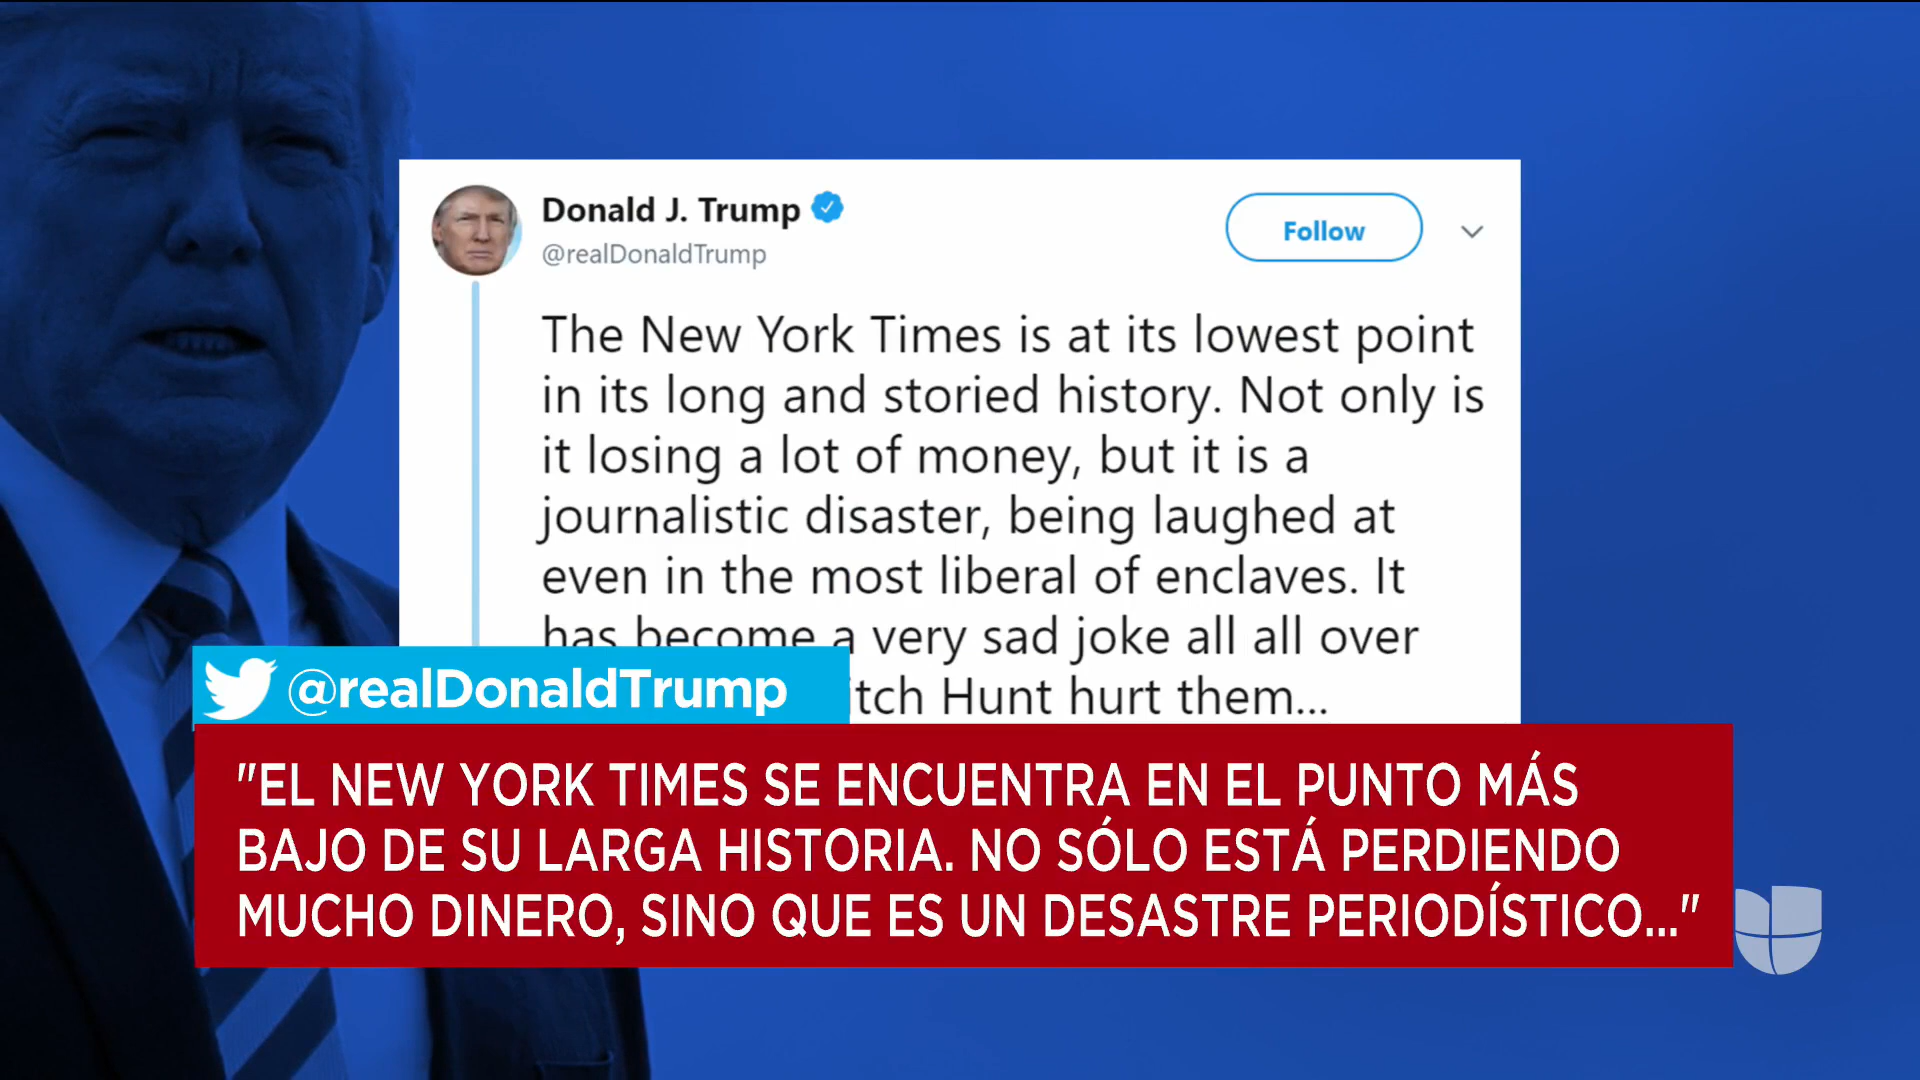 Donald J. Trump
@realDonaldTrump
Follow
The New York Times is at its lowest point
in its long and storied history. Not only is
it losing a lot of money, but it is a
journalistic disaster, being laughed at
even in the most liberal of enclaves. It
has become a very sad joke all all over
itch Hunt hurt them...
@realDonaldTrump
"EL NEW YORK TIMES SE ENCUENTRA EN EL PUNTO MÁS
BAJO DE SU LARGA HISTORIA. NO SÓLO ESTÁ PERDIENDO
MUCHO DINERO, SINO QUE ES UN DESASTRE PERIODÍSTICO..."